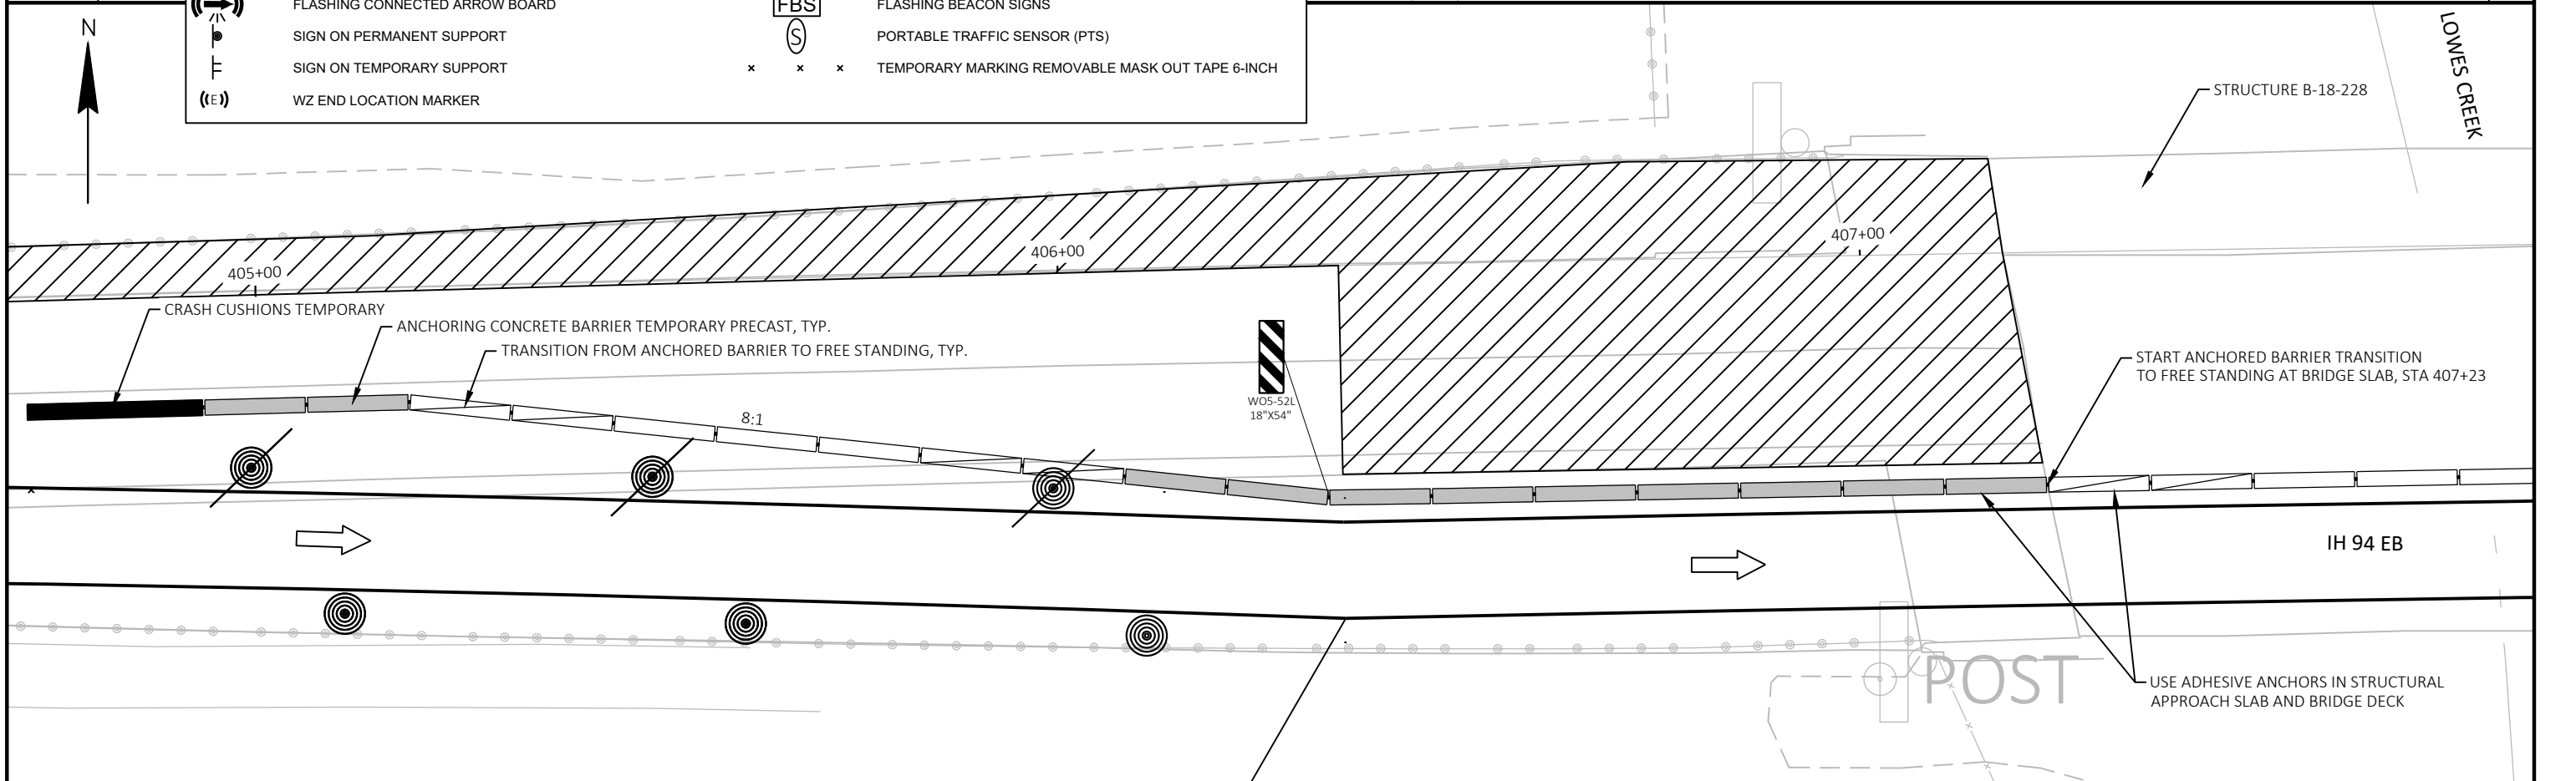 FLASHING CONNECTED ARROW BOARD
FBS
FLASHING BEACON SIGNS
N
SIGN ON PERMANENT SUPPORT
S
PORTABLE TRAFFIC SENSOR (PTS)
SIGN ON TEMPORARY SUPPORT
x x x
TEMPORARY MARKING REMOVABLE MASK OUT TAPE 6-INCH
((E))
WZ END LOCATION MARKER
LOWES CREEK
STRUCTURE B-18-228
405+00
406+00
407+00
CRASH CUSHIONS TEMPORARY
ANCHORING CONCRETE BARRIER TEMPORARY PRECAST, TYP.
TRANSITION FROM ANCHORED BARRIER TO FREE STANDING, TYP.
START ANCHORED BARRIER TRANSITION
TO FREE STANDING AT BRIDGE SLAB, STA 407+23
WO5-52L
18"X54"
8:1
x
IH 94 EB
POST
USE ADHESIVE ANCHORS IN STRUCTURAL
APPROACH SLAB AND BRIDGE DECK